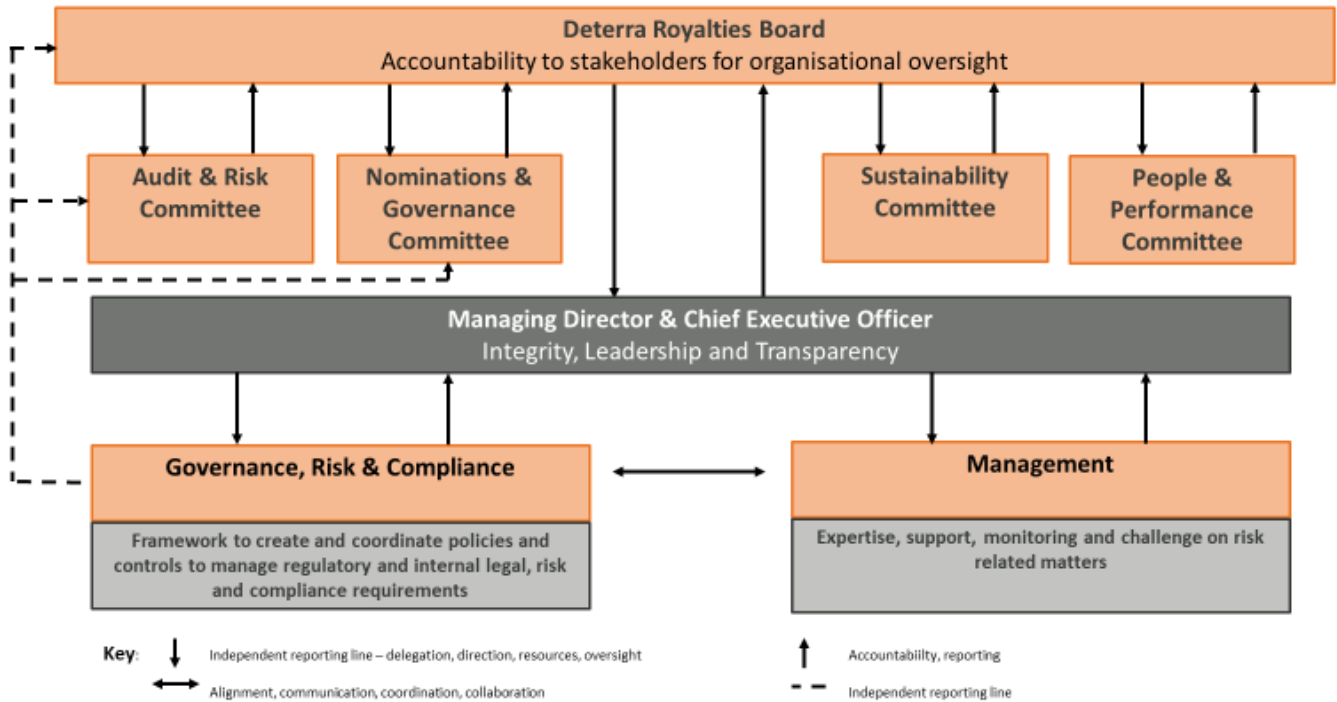 Deterra Royalties Board
Accountability to stakeholders for organisational oversight
Audit & Risk
Committee
Nominations &
Governance
Committee
Sustainability
Committee
People &
Performance
Committee
Managing Director & Chief Executive Officer
Integrity, Leadership and Transparency
Governance, Risk & Compliance
Framework to create and coordinate policies and
controls to manage regulatory and internal legal, risk
and compliance requirements
Management
Expertise, support, monitoring and challenge on risk
related matters
Key:
Independent reporting line – delegation, direction, resources, oversight
Accountabiilty, reporting
Alignment, communication, coordination, collaboration
Independent reporting line